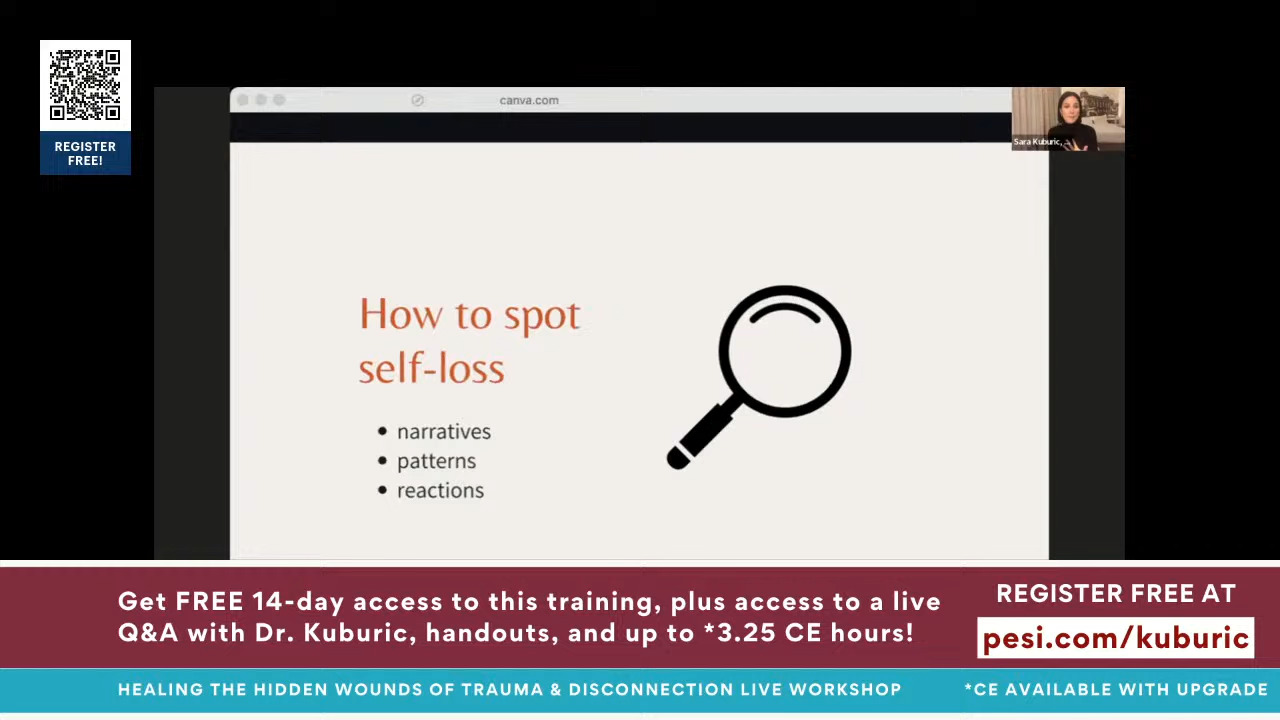 REGISTER
FREE!
canva.com
Sara Kuburic,
How to spot
self-loss
• narratives
• patterns
• reactions
Get FREE 14-day access to this training, plus access to a live
Q&A with Dr. Kuburic, handouts, and up to *3.25 CE hours!
REGISTER FREE AT
pesi.com/kuburic
HEALING THE HIDDEN WOUNDS OF TRAUMA & DISCONNECTION LIVE WORKSHOP
*CE AVAILABLE WITH UPGRADE